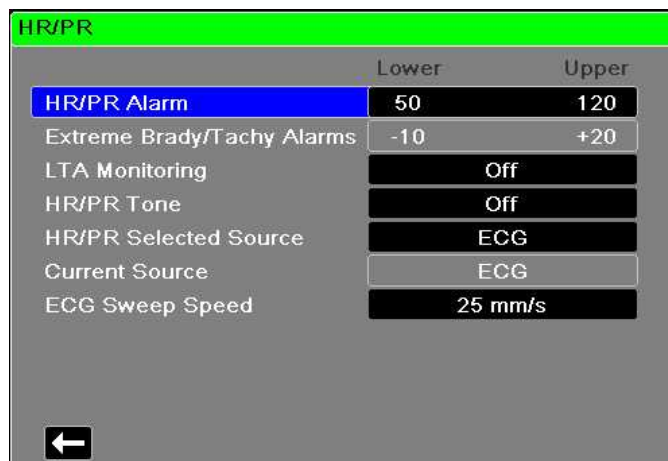 HR/PR
Lower Upper
HR/PR Alarm 50 120
Extreme Brady/Tachy Alarms -10 +20
LTA Monitoring Off
HR/PR Tone Off
HR/PR Selected Source ECG
Current Source ECG
ECG Sweep Speed 25 mm/s